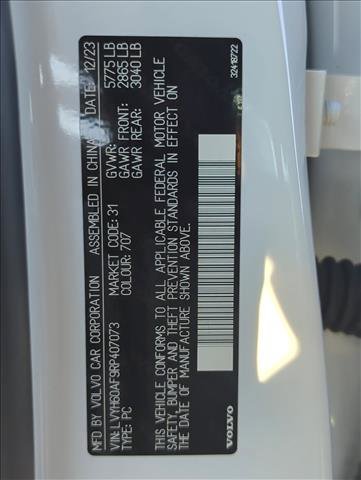 MFD BY VOLVO CAR CORPORATION ASSEMBLED IN CHINA DATE: 12/23
GVWR: 5775 LB
GAWR FRONT: 2865 LB
GAWR REAR: 3040 LB
VIN: LVYH60AF9RP407073 MARKET CODE: 31
TYPE: PC COLOUR: 707
THIS VEHICLE CONFORMS TO ALL APPLICABLE FEDERAL MOTOR VEHICLE
SAFETY, BUMPER AND THEFT PREVENTION STANDARDS IN EFFECT ON
THE DATE OF MANUFACTURE SHOWN ABOVE.
VOLVO
32418722